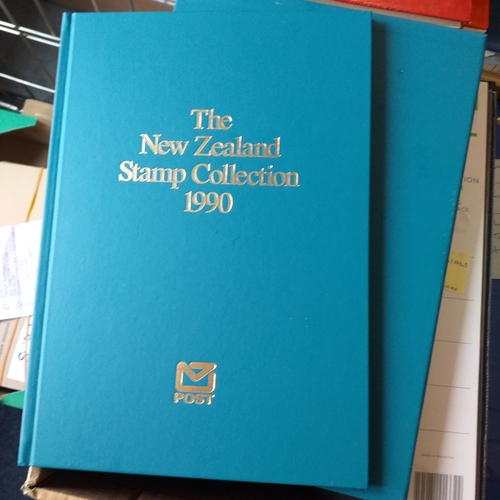 The
New Zealand
Stamp Collection
1990
POST